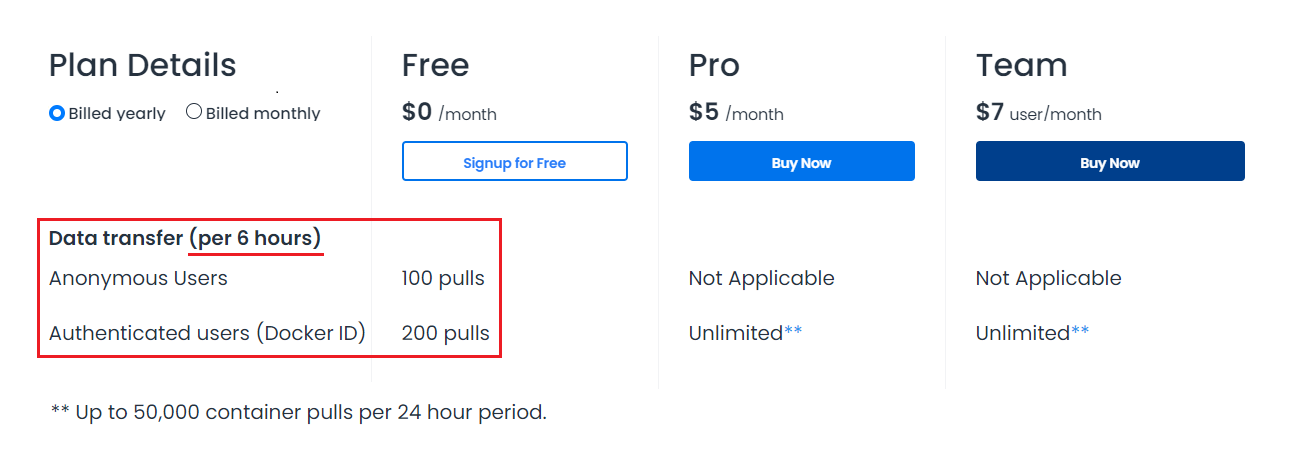 Plan Details Free Pro Team
Billed yearly Billed monthly $0 /month $5 /month $7 user/month
Signup for Free Buy Now Buy Now
Data transfer (per 6 hours)
Anonymous Users 100 pulls Not Applicable Not Applicable
Authenticated users (Docker ID) 200 pulls Unlimited** Unlimited**
** Up to 50,000 container pulls per 24 hour period.